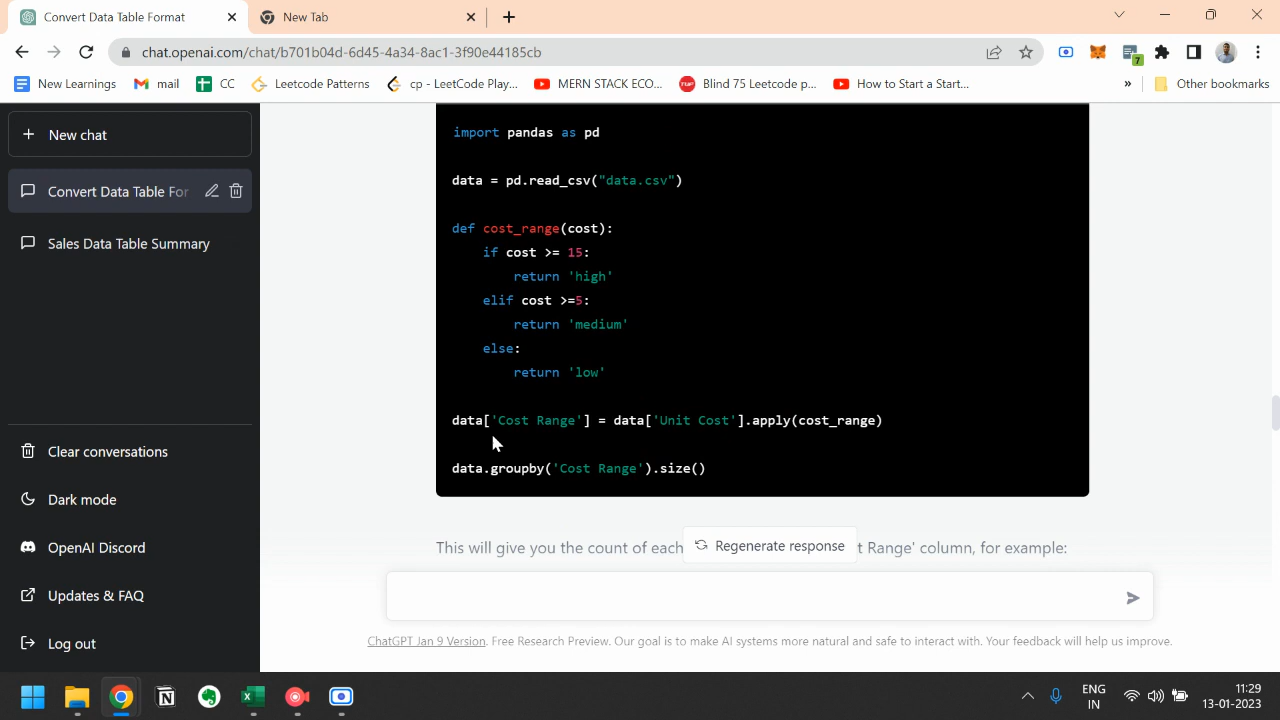 Convert Data Table Format
New Tab
chat.openai.com/chat/b701b04d-6d45-4a34-8ac1-3f90e44185cb
7
New Learnings
mail
CC
Leetcode Patterns
cp - LeetCode Play...
MERN STACK ECO...
Blind 75 Leetcode p...
How to Start a Start...
»
Other bookmarks
New chat
Convert Data Table For
Sales Data Table Summary
Clear conversations
Dark mode
OpenAI Discord
Updates & FAQ
Log out
import pandas as pd
data = pd.read_csv("data.csv")
def cost_range(cost):
if cost >= 15:
return 'high'
elif cost >=5:
return 'medium'
else:
return 'low'
data['Cost Range'] = data['Unit Cost'].apply(cost_range)
data.groupby('Cost Range').size()
This will give you the count of each
t Range' column, for example:
Regenerate response
ChatGPT Jan 9 Version. Free Research Preview. Our goal is to make AI systems more natural and safe to interact with. Your feedback will help us improve.
ENG
IN
11:29
13-01-2023